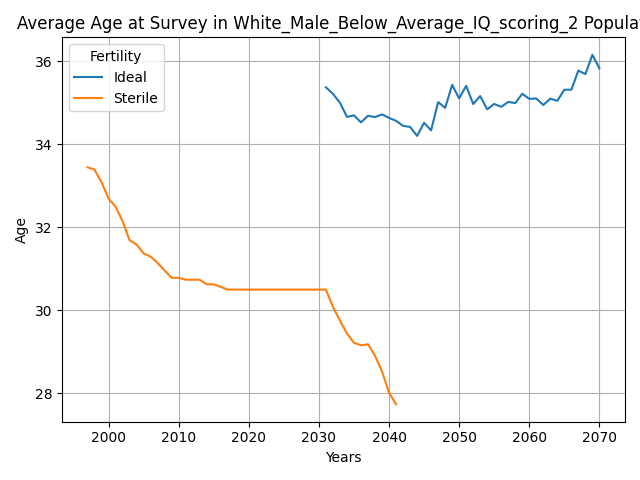 Average Age at Survey in White_Male_Below_Average_IQ_scoring_2 Popula
Fertility
Ideal
Sterile
36
34
32
30
28
Age
2000 2010 2020 2030 2040 2050 2060 2070
Years